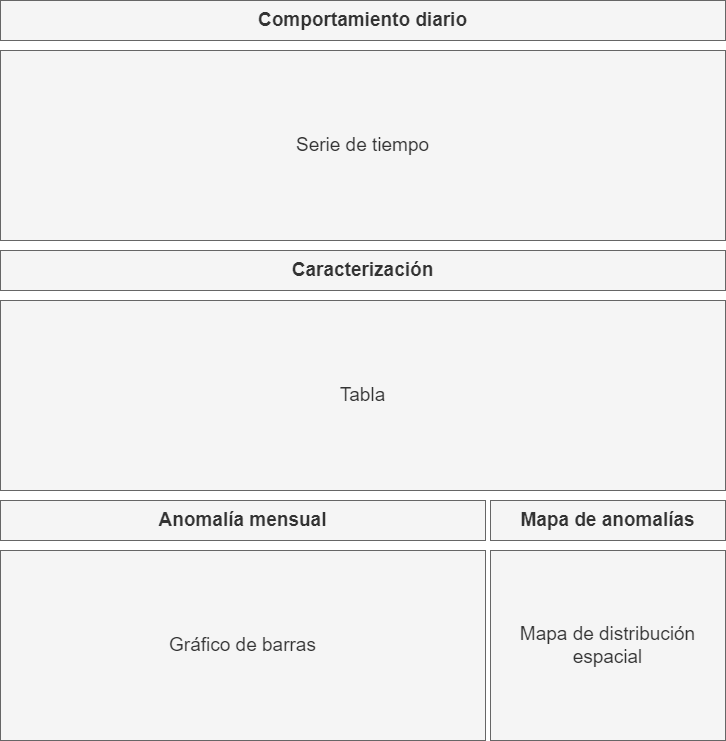 Comportamiento diario
Serie de tiempo
Caracterización
Tabla
Anomalía mensual
Mapa de anomalías
Gráfico de barras
Mapa de distribución
espacial